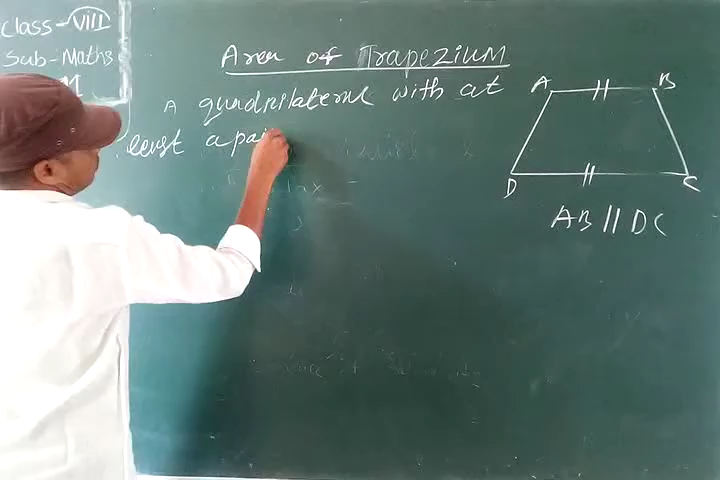 Class-VIII
Sub-Maths
Area of Trapezium
A quadrilateral with at
least a pai
A B
D C
AB || DC